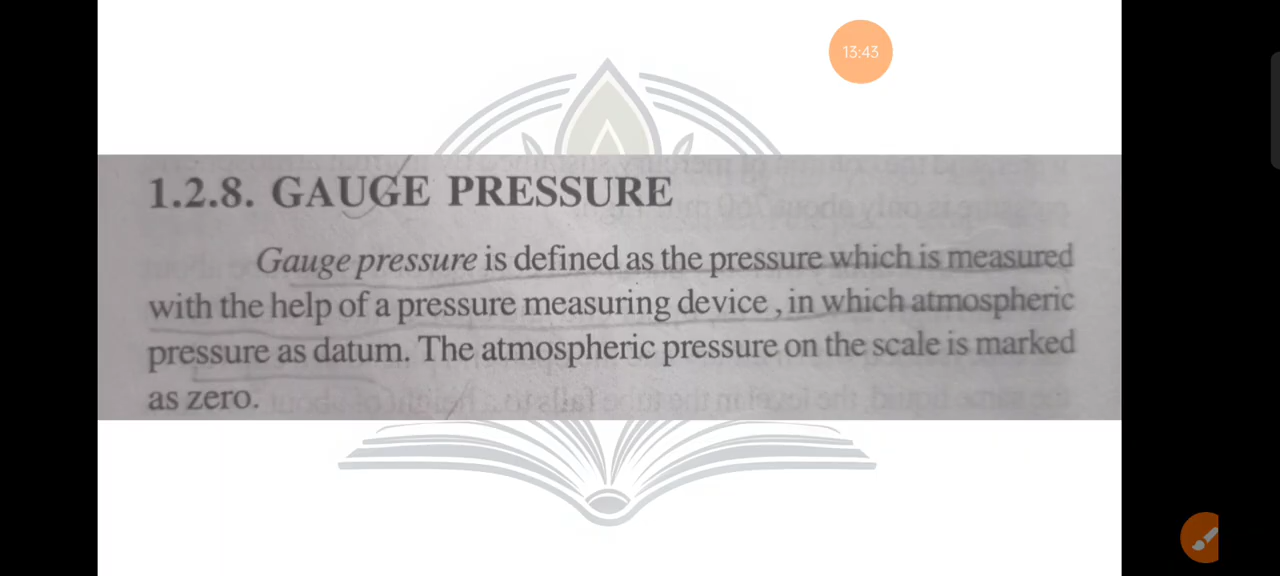 13:43
1.2.8. GAUGE PRESSURE
Gauge pressure is defined as the pressure which is measured
with the help of a pressure measuring device , in which atmospheric
pressure as datum. The atmospheric pressure on the scale is marked
as zero.